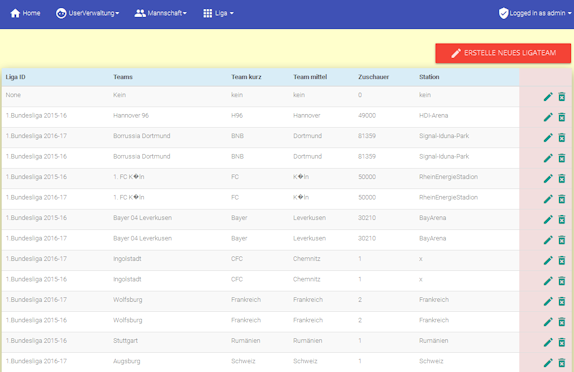 Home UserVerwaltung Mannschaft Liga Logged in as admin
ERSTELLE NEUES LIGATEAM
Liga ID Teams Team kurz Team mittel Zuschauer Stadion
None Kein kein kein 0 kein
1.Bundesliga 2015-16 Hannover 96 H96 Hannover 49000 HDI-Arena
1.Bundesliga 2016-17 Borrussia Dortmund BNB Dortmund 81359 Signal-Iduna-Park
1.Bundesliga 2015-16 Borrussia Dortmund BNB Dortmund 81359 Signal-Iduna-Park
1.Bundesliga 2015-16 1. FC K�ln FC K�ln 50000 RheinEnergieStadion
1.Bundesliga 2016-17 1. FC K�ln FC K�ln 50000 RheinEnergieStadion
1.Bundesliga 2015-16 Bayer 04 Leverkusen Bayer Leverkusen 30210 BayArena
1.Bundesliga 2016-17 Bayer 04 Leverkusen Bayer Leverkusen 30210 BayArena
1.Bundesliga 2016-17 Ingolstadt CFC Chemnitz 1 x
1.Bundesliga 2015-16 Ingolstadt CFC Chemnitz 1 x
1.Bundesliga 2016-17 Wolfsburg Frankreich Frankreich 2 Frankreich
1.Bundesliga 2015-16 Wolfsburg Frankreich Frankreich 2 Frankreich
1.Bundesliga 2015-16 Stuttgart Rumänien Rumänien 1 Rumänien
1.Bundesliga 2016-17 Augsburg Schweiz Schweiz 1 Schweiz